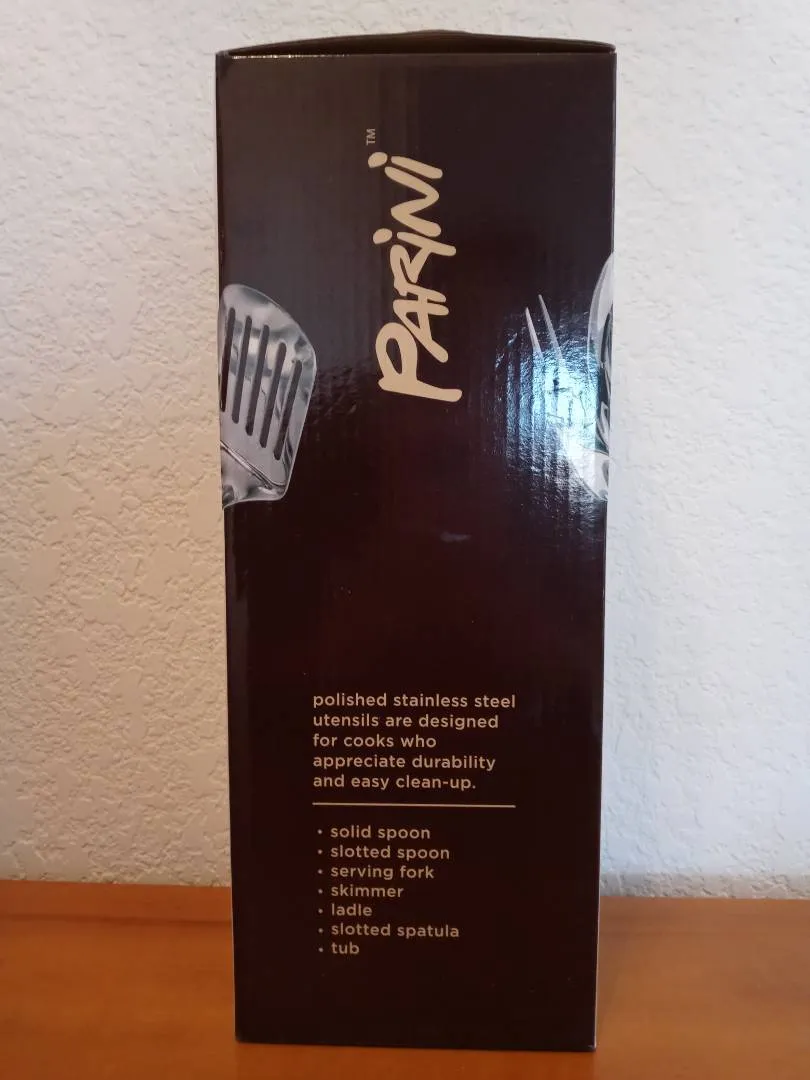 PARINI™
polished stainless steel
utensils are designed
for cooks who
appreciate durability
and easy clean-up.
• solid spoon
• slotted spoon
• serving fork
• skimmer
• ladle
• slotted spatula
• tub